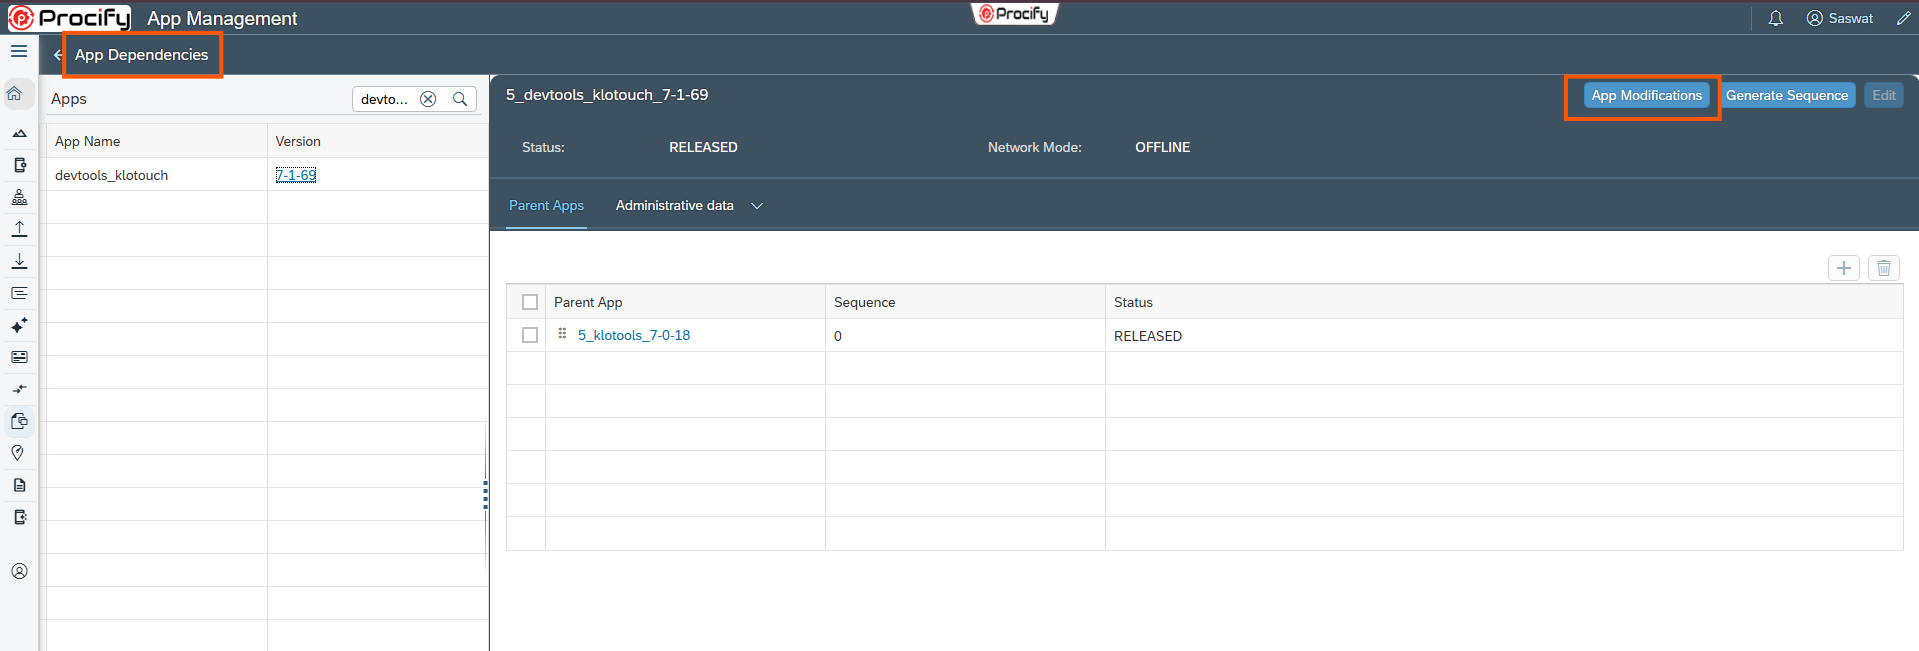 Procify App Management
Procify
Saswat
App Dependencies
Apps
devto...
App Name Version
devtools_klotouch 7-1-69
5_devtools_klotouch_7-1-69
App Modifications Generate Sequence Edit
Status: RELEASED Network Mode: OFFLINE
Parent Apps Administrative data
Parent App Sequence Status
5_klotools_7-0-18 0 RELEASED